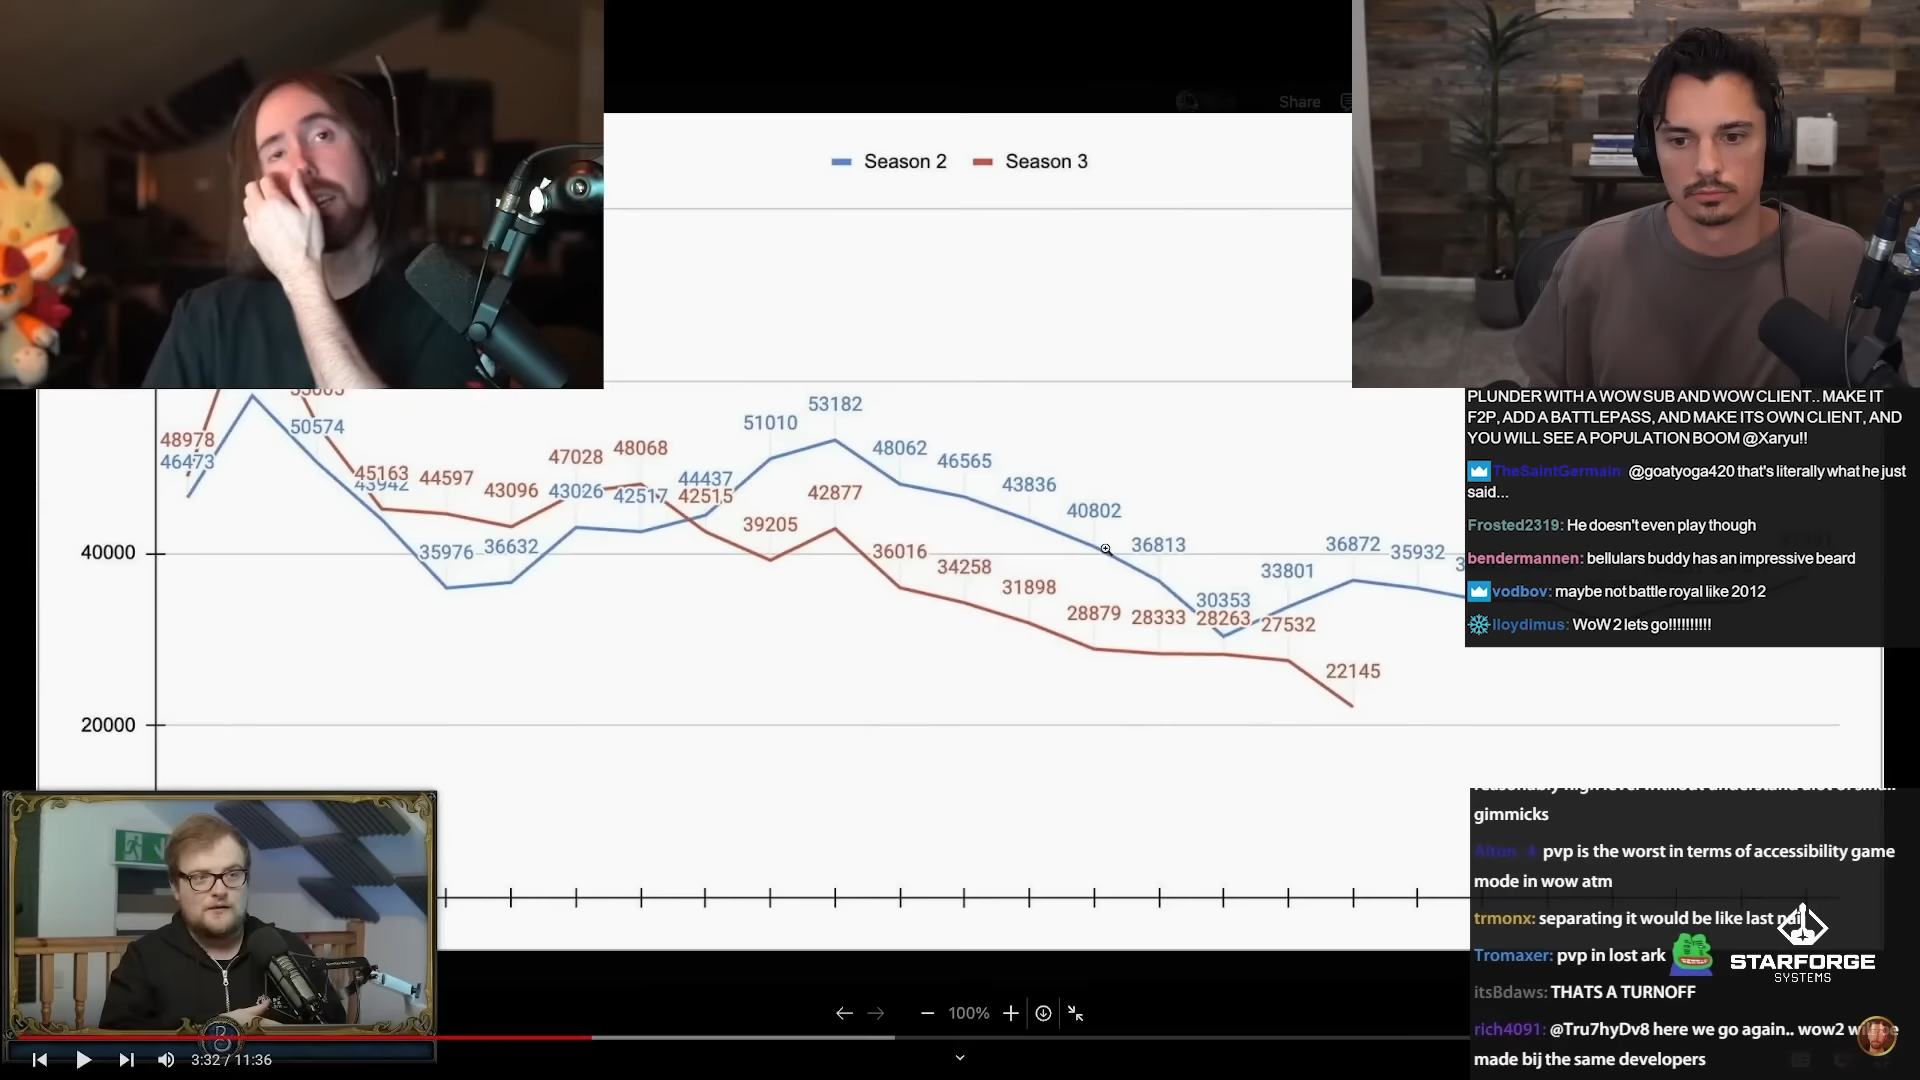 Share
Season 2
Season 3
53182
51010
50574
48978
46473
48062
47028
48068
46565
45163
43942
44597
43096
43026
42517
44437
42515
42877
43836
40802
39205
35976
36632
40000
36016
34258
31898
36813
36872
35932
33801
30353
28879
28333
28263
27532
22145
20000
PLUNDER WITH A WOW SUB AND WOW CLIENT.. MAKE IT
F2P, ADD A BATTLEPASS, AND MAKE ITS OWN CLIENT, AND
YOU WILL SEE A POPULATION BOOM @Xaryu!!
TheSaintGermain: @goatyoga420 that's literally what he just
said...
Frosted2319: He doesn't even play though
bendermannen: bellulars buddy has an impressive beard
vodbov: maybe not battle royal like 2012
lloydimus: WoW 2 lets go!!!!!!!!!!
gimmicks
pvp is the worst in terms of accessibility game
mode in wow atm
trmonx: separating it would be like last
Tromaxer: pvp in lost ark
STARFORGE
SYSTEMS
itsBdaws: THATS A TURNOFF
rich4091: @Tru7hyDv8 here we go again.. wow2
made bij the same developers
100%
3:32 / 11:36